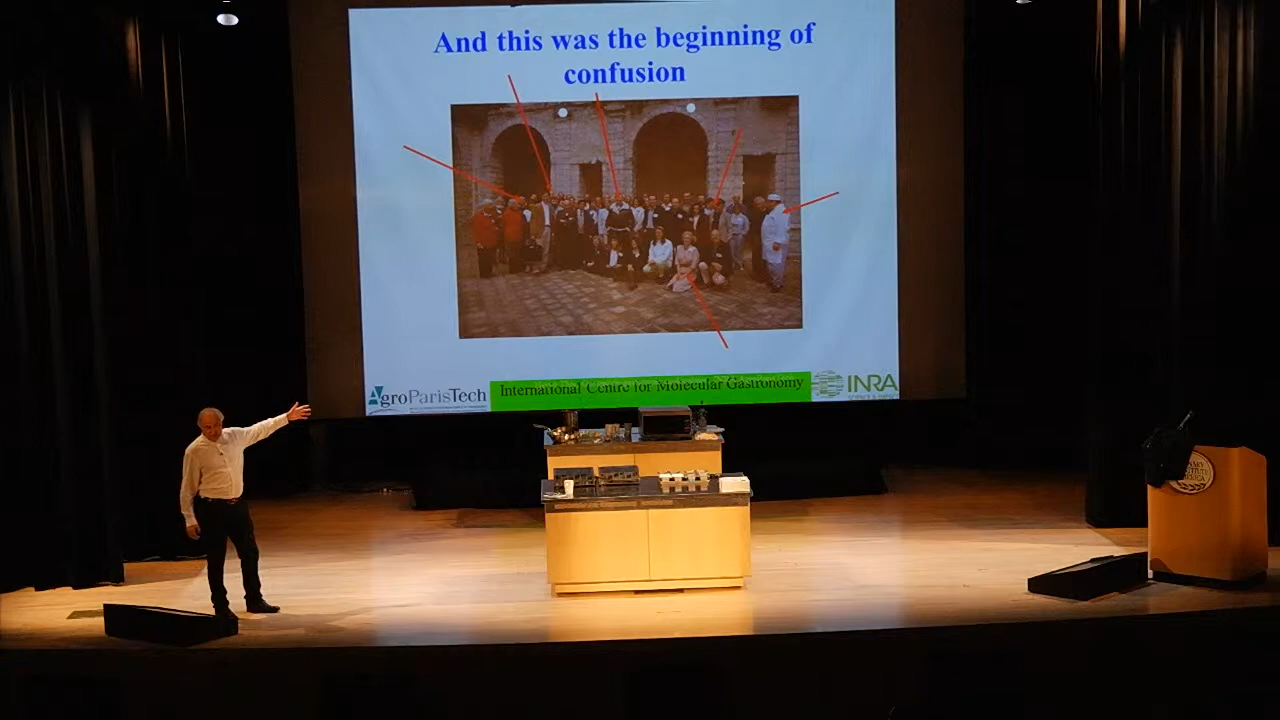 And this was the beginning of
confusion
AgroParisTech
International Centre for Molecular Gastronomy
INRA